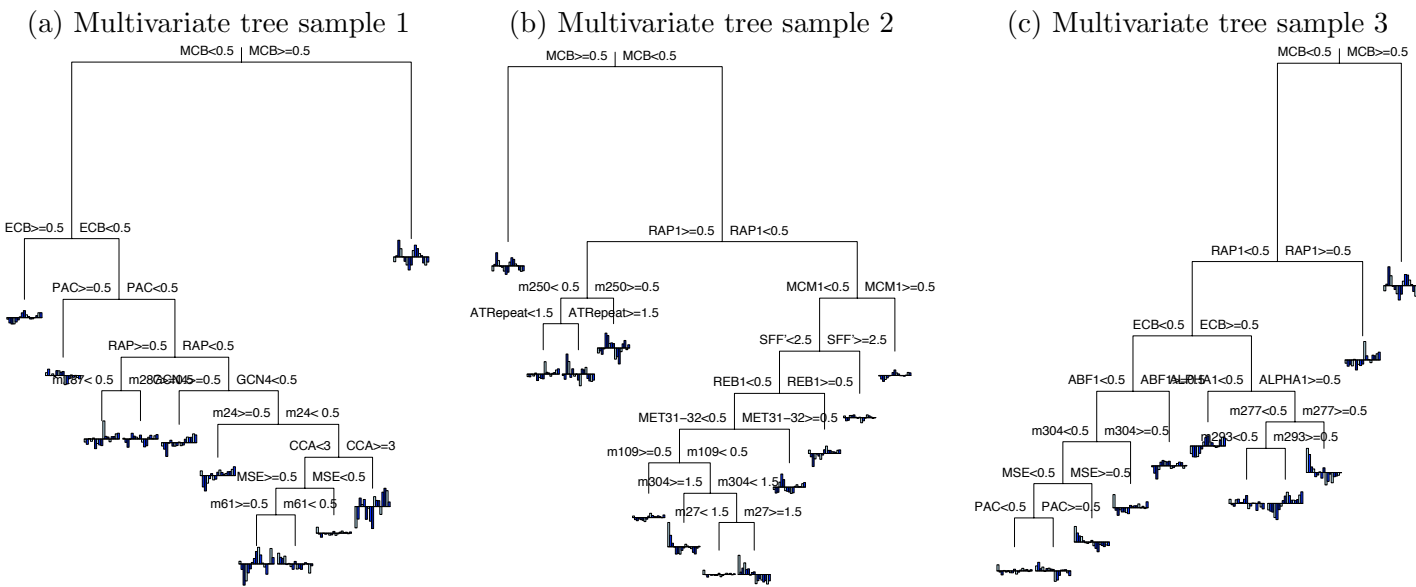 (a) Multivariate tree sample 1
MCB<0.5 MCB>=0.5
ECB>=0.5 ECB<0.5
PAC>=0.5 PAC<0.5
RAP>=0.5 RAP<0.5
GCN4<0.5
m24>=0.5 m24< 0.5
CCA<3 CCA>=3
MSE>=0.5 MSE<0.5
m61>=0.5 m61< 0.5
(b) Multivariate tree sample 2
MCB>=0.5 MCB<0.5
RAP1>=0.5 RAP1<0.5
m250< 0.5 m250>=0.5
MCM1<0.5 MCM1>=0.5
ATRepeat<1.5 ATRepeat>=1.5
SFF'<2.5 SFF'>=2.5
REB1<0.5 REB1>=0.5
MET31−32<0.5 MET31−32>=0.5
m109>=0.5 m109< 0.5
m304>=1.5 m304< 1.5
m27< 1.5 m27>=1.5
(c) Multivariate tree sample 3
MCB<0.5 MCB>=0.5
RAP1<0.5 RAP1>=0.5
ECB<0.5 ECB>=0.5
ABF1<0.5 ALPHA1>=0.5
m277<0.5 m277>=0.5
m304<0.5 m304>=0.5
m293<0.5 m293>=0.5
MSE<0.5 MSE>=0.5
PAC<0.5 PAC>=0.5